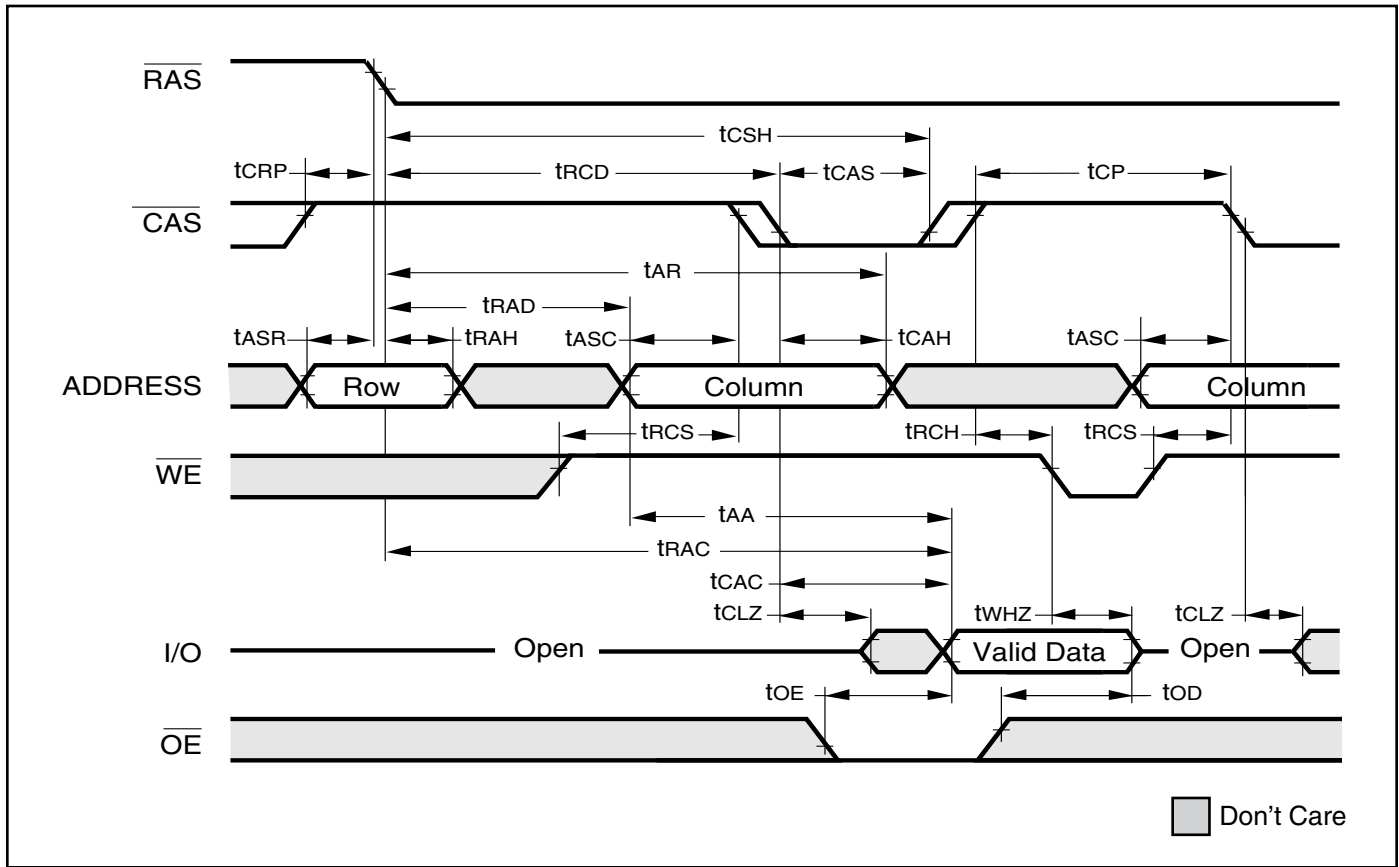 RAS
tCSH
tCRP
tRCD
tCAS
tCP
CAS
tAR
tRAD
tASR
tRAH
tASC
tCAH
tASC
ADDRESS
Row
Column
Column
tRCS
tRCH
tRCS
WE
tAA
tRAC
tCAC
tCLZ
tWHZ
tCLZ
I/O
Open
Valid Data
Open
tOE
tOD
OE
Don't Care